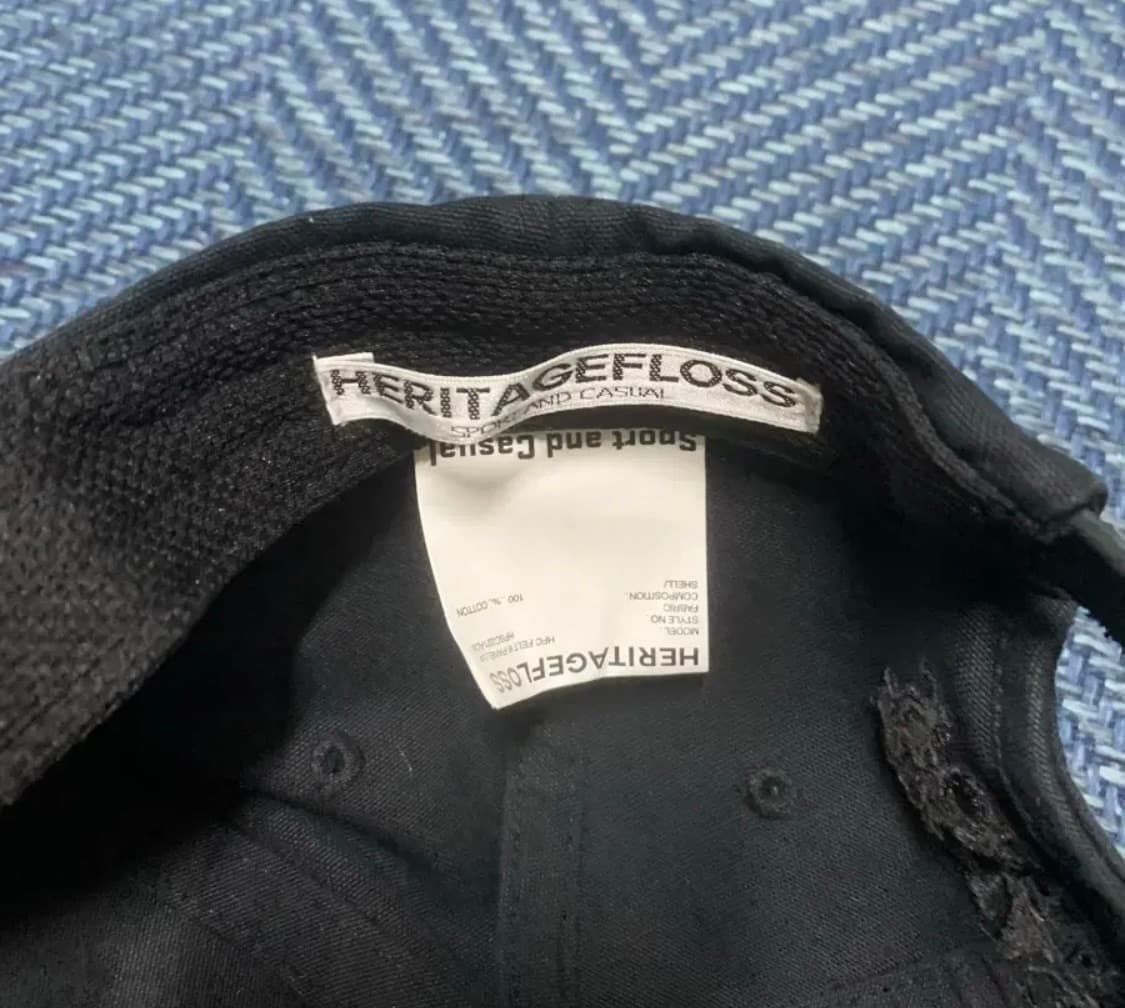 HERITAGEFLOSS
SPORT AND CASUAL
Sport and Casual
SHELL/
COMPOSITION. 100 .%. COTTON
FABRIC
STYLE NO.
MODEL.
HERITAGEFLOSS